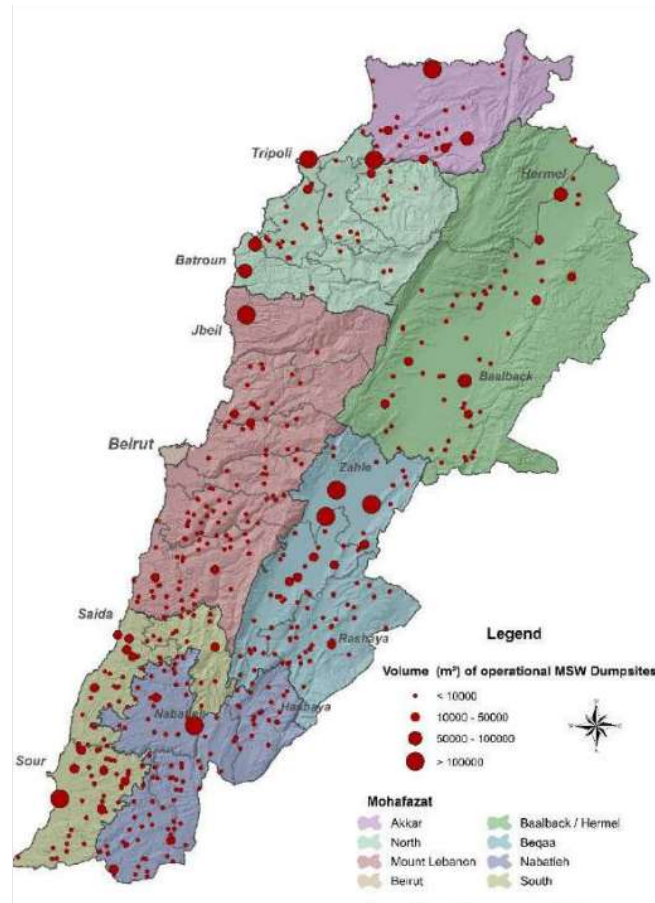 Tripoli
Hermel
Batroun
Jbeil
Baalback
Beirut
Zahle
Saida
Rashaya
Hasbaya
Nabatieh
Sour
Legend
Volume (m³) of operational MSW Dumpsites
< 10000
10000 - 50000
50000 - 100000
> 100000
Mohafazat
Akkar
Baalback / Hermel
North
Beqaa
Mount Lebanon
Nabatieh
Beirut
South